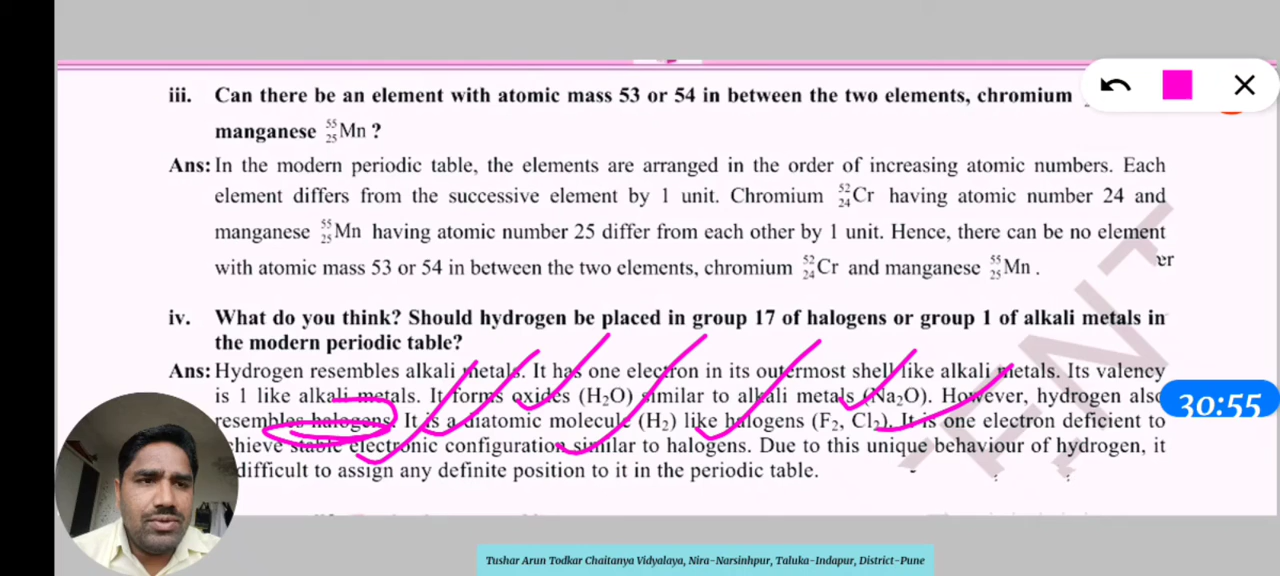 iii. Can there be an element with atomic mass 53 or 54 in between the two elements, chromium
manganese ⁵⁵₂₅Mn ?
Ans: In the modern periodic table, the elements are arranged in the order of increasing atomic numbers. Each
element differs from the successive element by 1 unit. Chromium ⁵²₂₄Cr having atomic number 24 and
manganese ⁵⁵₂₅Mn having atomic number 25 differ from each other by 1 unit. Hence, there can be no element
with atomic mass 53 or 54 in between the two elements, chromium ⁵²₂₄Cr and manganese ⁵⁵₂₅Mn .
er
iv. What do you think? Should hydrogen be placed in group 17 of halogens or group 1 of alkali metals in
the modern periodic table?
Ans: Hydrogen resembles alkali metals. It has one electron in its outermost shell like alkali metals. Its valency
is 1 like alkali metals. It forms oxides (H₂O) similar to alkali metals (Na₂O). However, hydrogen also
resembles halogens. It is a diatomic molecule (H₂) like halogens (F₂, Cl₂). It is one electron deficient to
chieve stable electronic configuration similar to halogens. Due to this unique behaviour of hydrogen, it
difficult to assign any definite position to it in the periodic table.
30:55
Tushar Arun Todkar Chaitanya Vidyalaya, Nira-Narsinhpur, Taluka-Indapur, District-Pune